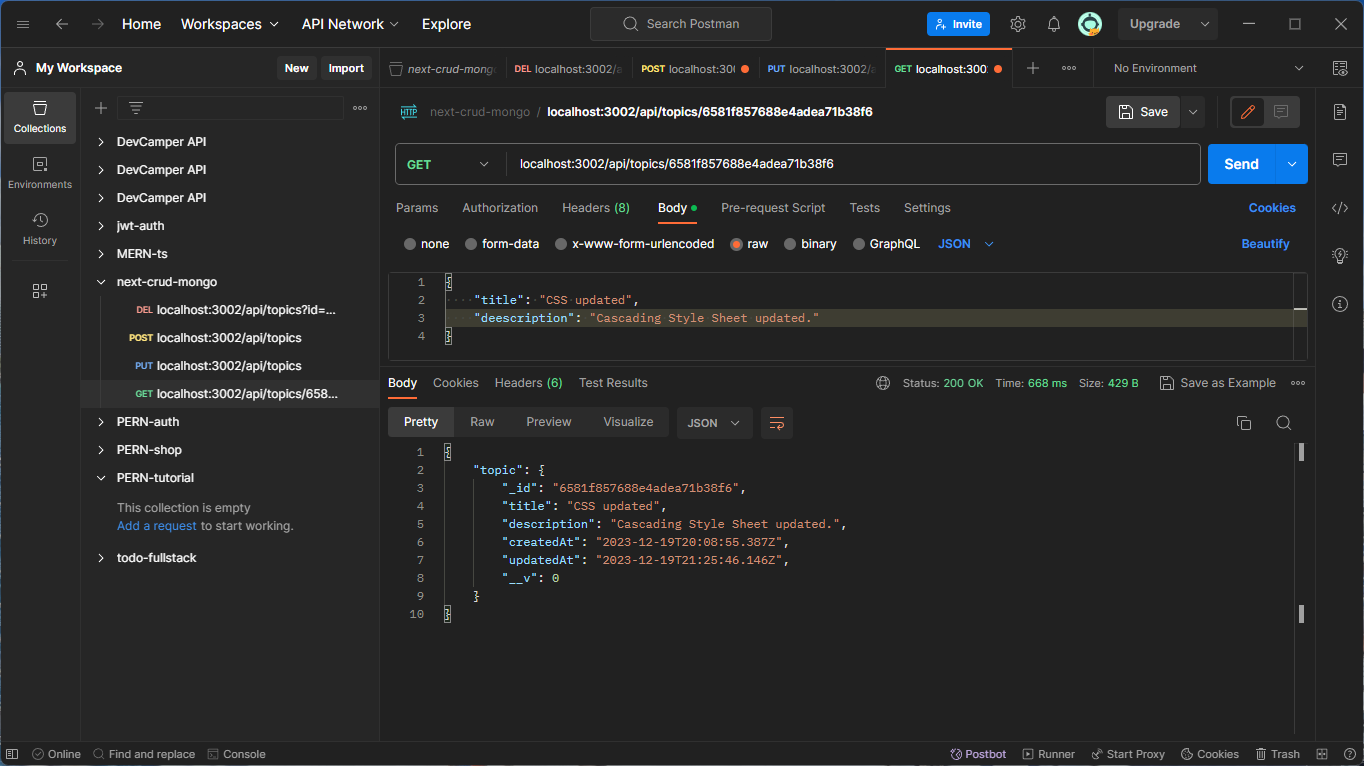 Home Workspaces API Network Explore Search Postman Invite Upgrade
My Workspace New Import next-crud-mong DEL localhost:3002/a POST localhost:300 PUT localhost:3002/a GET localhost:300 No Environment
Collections
Environments
History
DevCamper API
DevCamper API
DevCamper API
jwt-auth
MERN-ts
next-crud-mongo
DEL localhost:3002/api/topics?id=...
POST localhost:3002/api/topics
PUT localhost:3002/api/topics
GET localhost:3002/api/topics/658...
PERN-auth
PERN-shop
PERN-tutorial
This collection is empty
Add a request to start working.
todo-fullstack
HTTP next-crud-mongo / localhost:3002/api/topics/6581f857688e4adea71b38f6 Save
GET localhost:3002/api/topics/6581f857688e4adea71b38f6 Send
Params Authorization Headers (8) Body Pre-request Script Tests Settings Cookies
none form-data x-www-form-urlencoded raw binary GraphQL JSON Beautify
1 {
2 "title": "CSS updated",
3 "deescription": "Cascading Style Sheet updated."
4 }
Body Cookies Headers (6) Test Results Status: 200 OK Time: 668 ms Size: 429 B Save as Example
Pretty Raw Preview Visualize JSON
1 {
2 "topic": {
3 "_id": "6581f857688e4adea71b38f6",
4 "title": "CSS updated",
5 "description": "Cascading Style Sheet updated.",
6 "createdAt": "2023-12-19T20:08:55.387Z",
7 "updatedAt": "2023-12-19T21:25:46.146Z",
8 "__v": 0
9 }
10 }
Online Find and replace Console Postbot Runner Start Proxy Cookies Trash